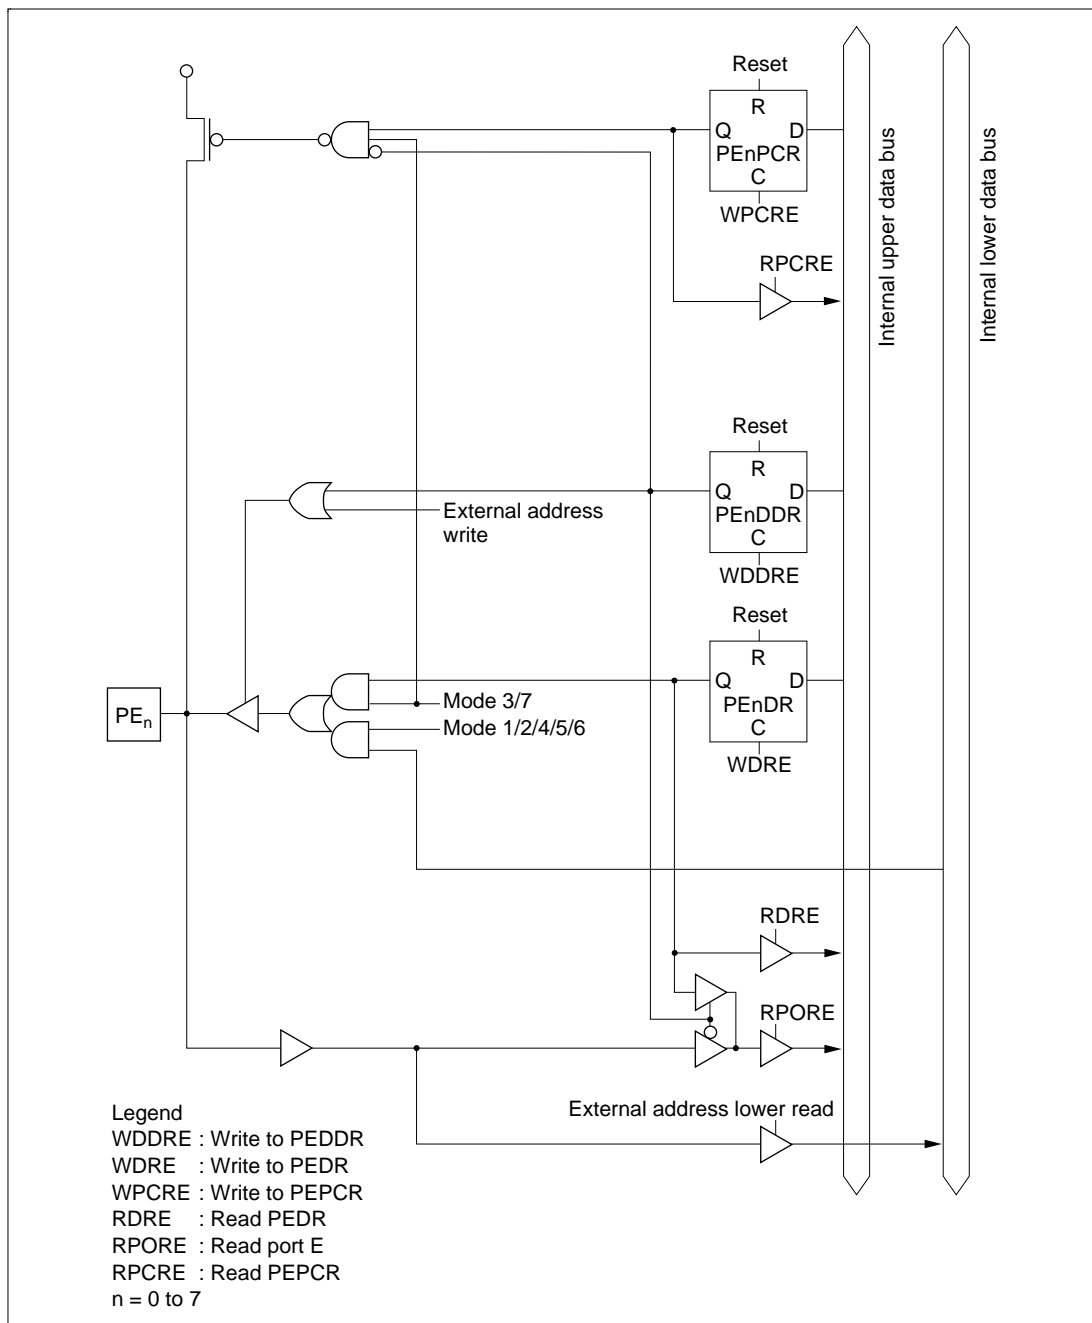 Reset
R
Q D
PEnPCR
C
WPCRE
RPCRE
Internal upper data bus
Internal lower data bus
Reset
R
Q D
PEnDDR
C
WDDRE
External address
write
Reset
R
Q D
PEnDR
C
WDRE
PEn
Mode 3/7
Mode 1/2/4/5/6
RDRE
RPORE
External address lower read
Legend
WDDRE : Write to PEDDR
WDRE : Write to PEDR
WPCRE : Write to PEPCR
RDRE : Read PEDR
RPORE : Read port E
RPCRE : Read PEPCR
n = 0 to 7